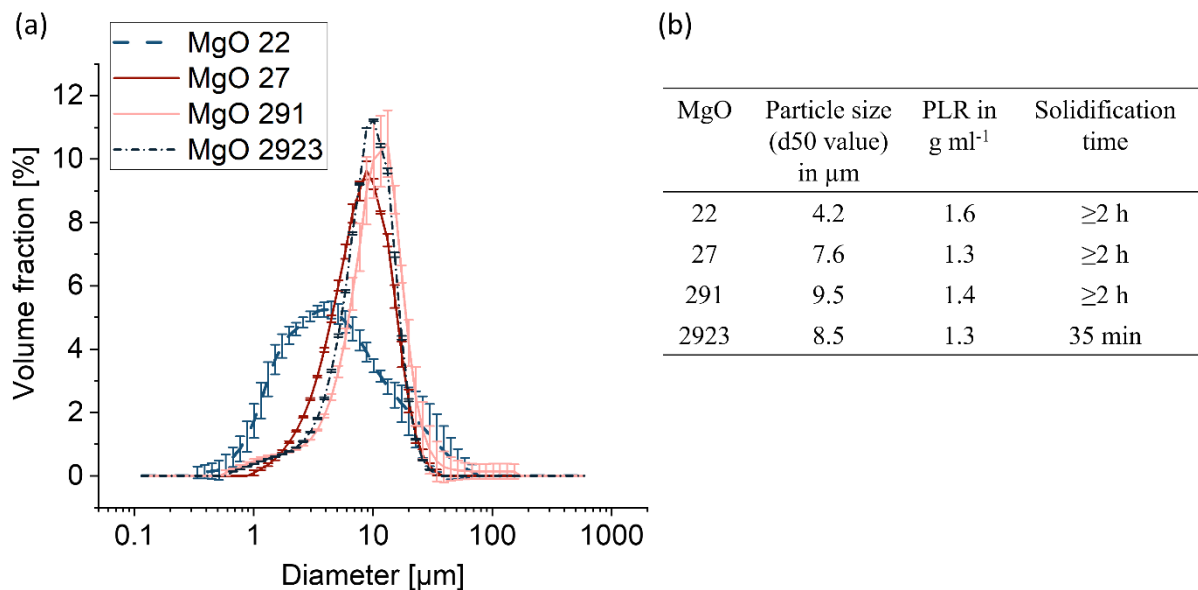 (a)
MgO 22
MgO 27
MgO 291
MgO 2923
12
10
8
6
4
2
0
Volume fraction [%]
0.1 1 10 100 1000
Diameter [µm]
(b)
MgO Particle size (d50 value) in µm PLR in g ml⁻¹ Solidification time
22 4.2 1.6 ≥2 h
27 7.6 1.3 ≥2 h
291 9.5 1.4 ≥2 h
2923 8.5 1.3 35 min